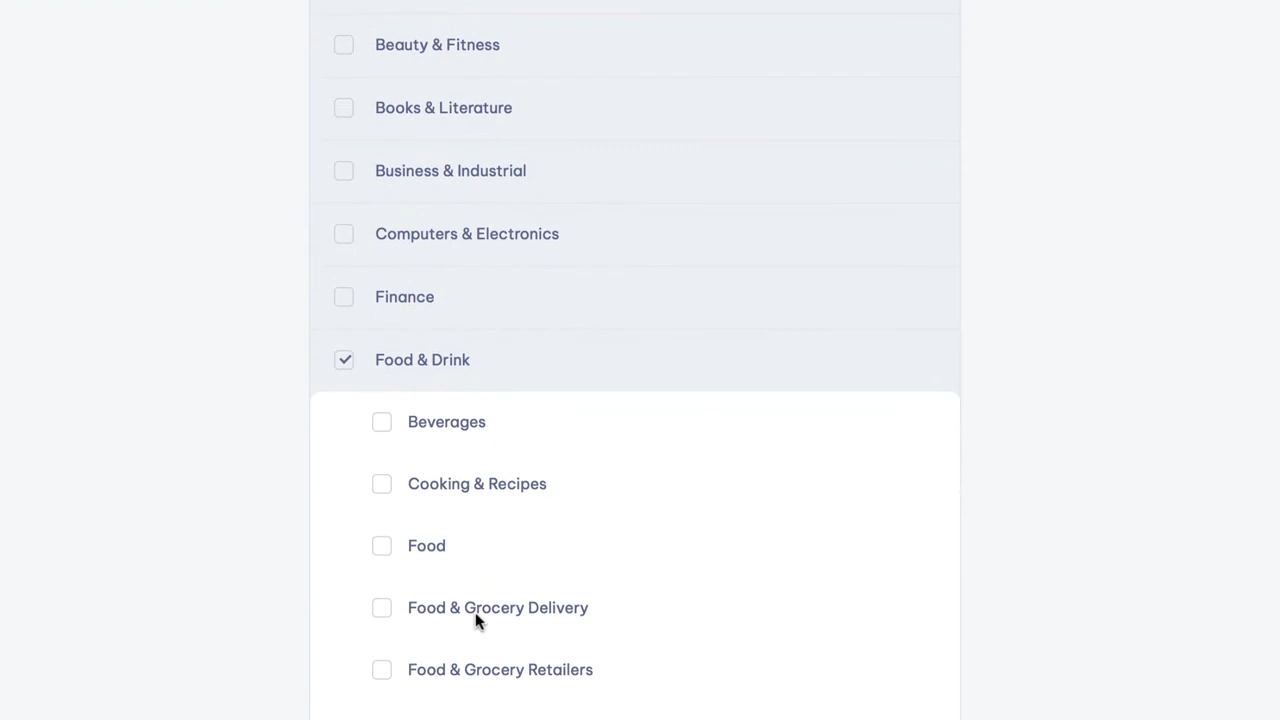 Beauty & Fitness
Books & Literature
Business & Industrial
Computers & Electronics
Finance
Food & Drink
Beverages
Cooking & Recipes
Food
Food & Grocery Delivery
Food & Grocery Retailers